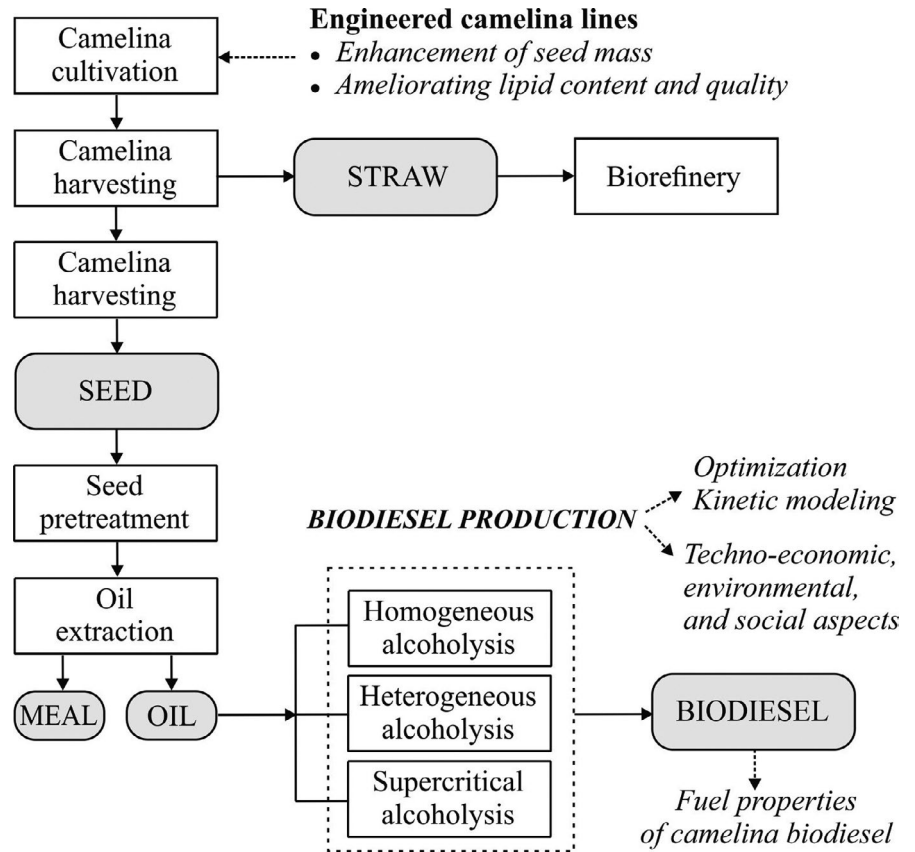 Camelina
cultivation
Engineered camelina lines
• Enhancement of seed mass
• Ameliorating lipid content and quality
Camelina
harvesting
STRAW
Biorefinery
Camelina
harvesting
SEED
Seed
pretreatment
Oil
extraction
MEAL
OIL
BIODIESEL PRODUCTION
Optimization
Kinetic modeling
Techno-economic,
environmental,
and social aspects
Homogeneous
alcoholysis
Heterogeneous
alcoholysis
Supercritical
alcoholysis
BIODIESEL
Fuel properties
of camelina biodiesel